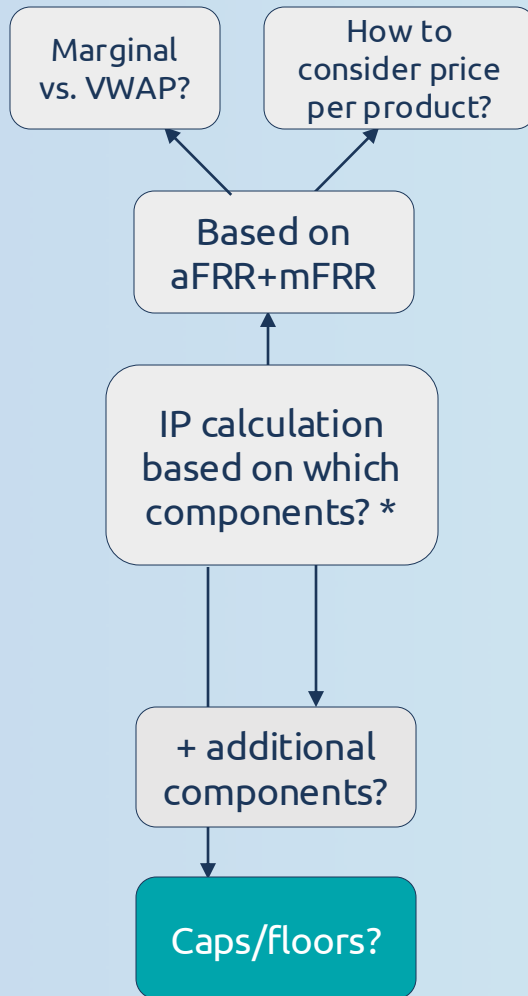 Marginal
vs. VWAP?
How to
consider price
per product?
Based on
aFRR+mFRR
IP calculation
based on which
components? *
+ additional
components?
Caps/floors?